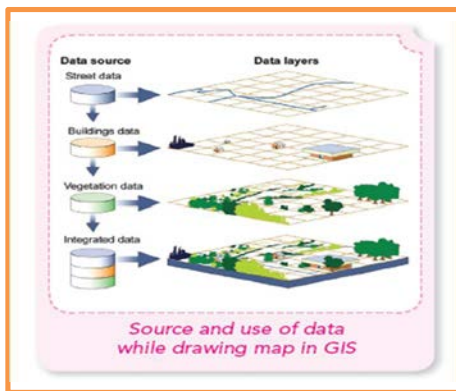 Data source
Data layers
Street data
Buildings data
Vegetation data
Integrated data
Source and use of data
while drawing map in GIS